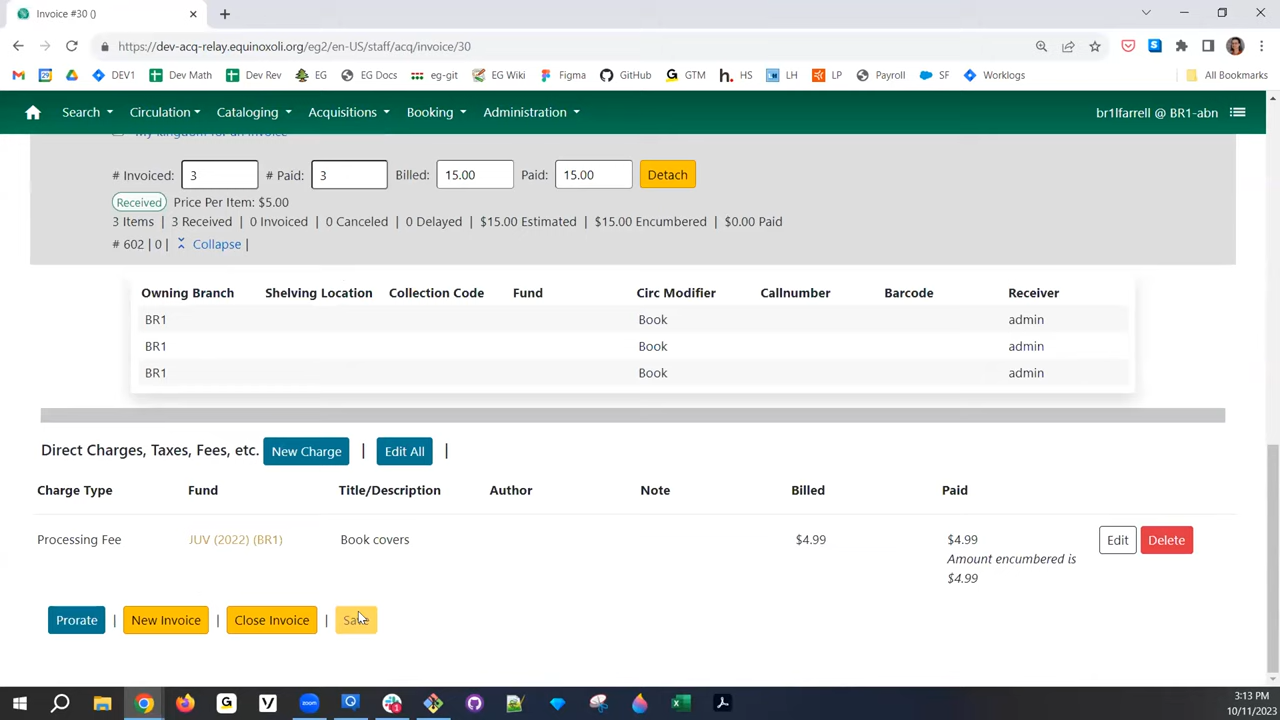 Invoice #30 ()
https://dev-acq-relay.equinoxoli.org/eg2/en-US/staff/acq/invoice/30
DEV1 Dev Math Dev Rev EG EG Docs eg-git EG Wiki Figma GitHub GTM HS LH LP Payroll SF Worklogs All Bookmarks
Search Circulation Cataloging Acquisitions Booking Administration br1lfarrell @ BR1-abn
My kingdom for an invoice
# Invoiced: 3 # Paid: 3 Billed: 15.00 Paid: 15.00 Detach
Received Price Per Item: $5.00
3 Items | 3 Received | 0 Invoiced | 0 Canceled | 0 Delayed | $15.00 Estimated | $15.00 Encumbered | $0.00 Paid
# 602 | 0 | Collapse |
Owning Branch Shelving Location Collection Code Fund Circ Modifier Callnumber Barcode Receiver
BR1 Book admin
BR1 Book admin
BR1 Book admin
Direct Charges, Taxes, Fees, etc. New Charge | Edit All |
Charge Type Fund Title/Description Author Note Billed Paid
Processing Fee JUV (2022) (BR1) Book covers $4.99 $4.99 Edit Delete
Amount encumbered is
$4.99
Prorate | New Invoice | Close Invoice | Save
3:13 PM
10/11/2023